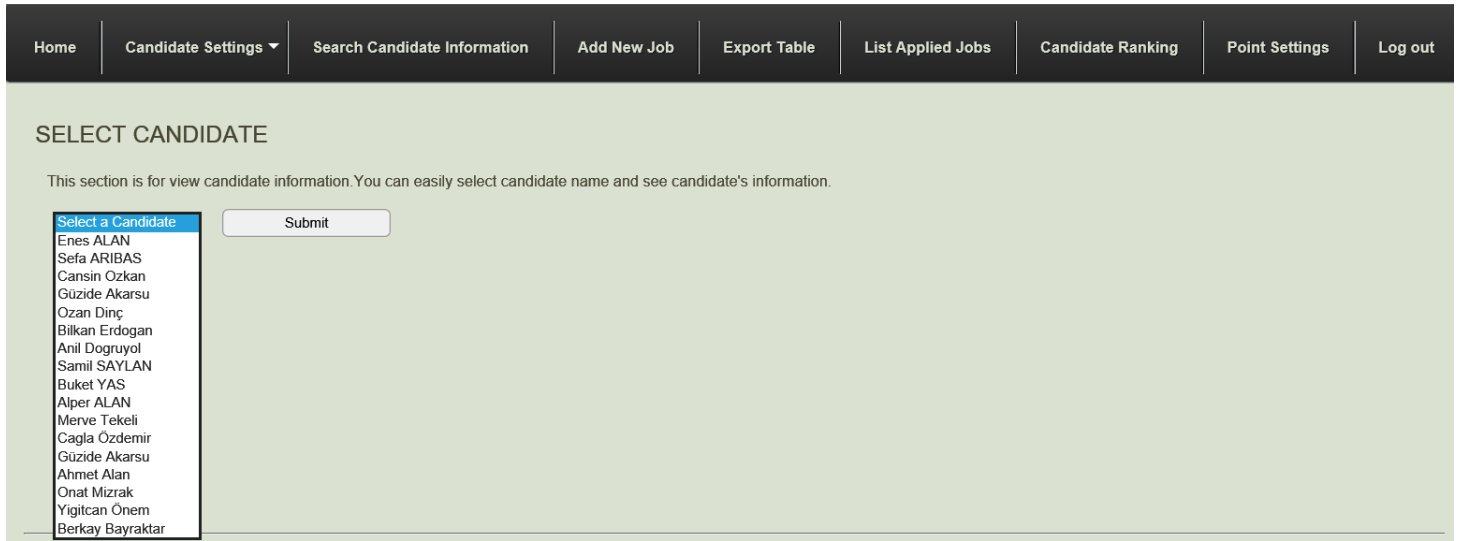 Home Candidate Settings Search Candidate Information Add New Job Export Table List Applied Jobs Candidate Ranking Point Settings Log out
SELECT CANDIDATE
This section is for view candidate information.You can easily select candidate name and see candidate's information.
Select a Candidate Submit
Enes ALAN
Sefa ARIBAS
Cansin Ozkan
Güzide Akarsu
Ozan Dinç
Bilkan Erdogan
Anil Dogruyol
Samil SAYLAN
Buket YAS
Alper ALAN
Merve Tekeli
Cagla Özdemir
Güzide Akarsu
Ahmet Alan
Onat Mizrak
Yigitcan Önem
Berkay Bayraktar